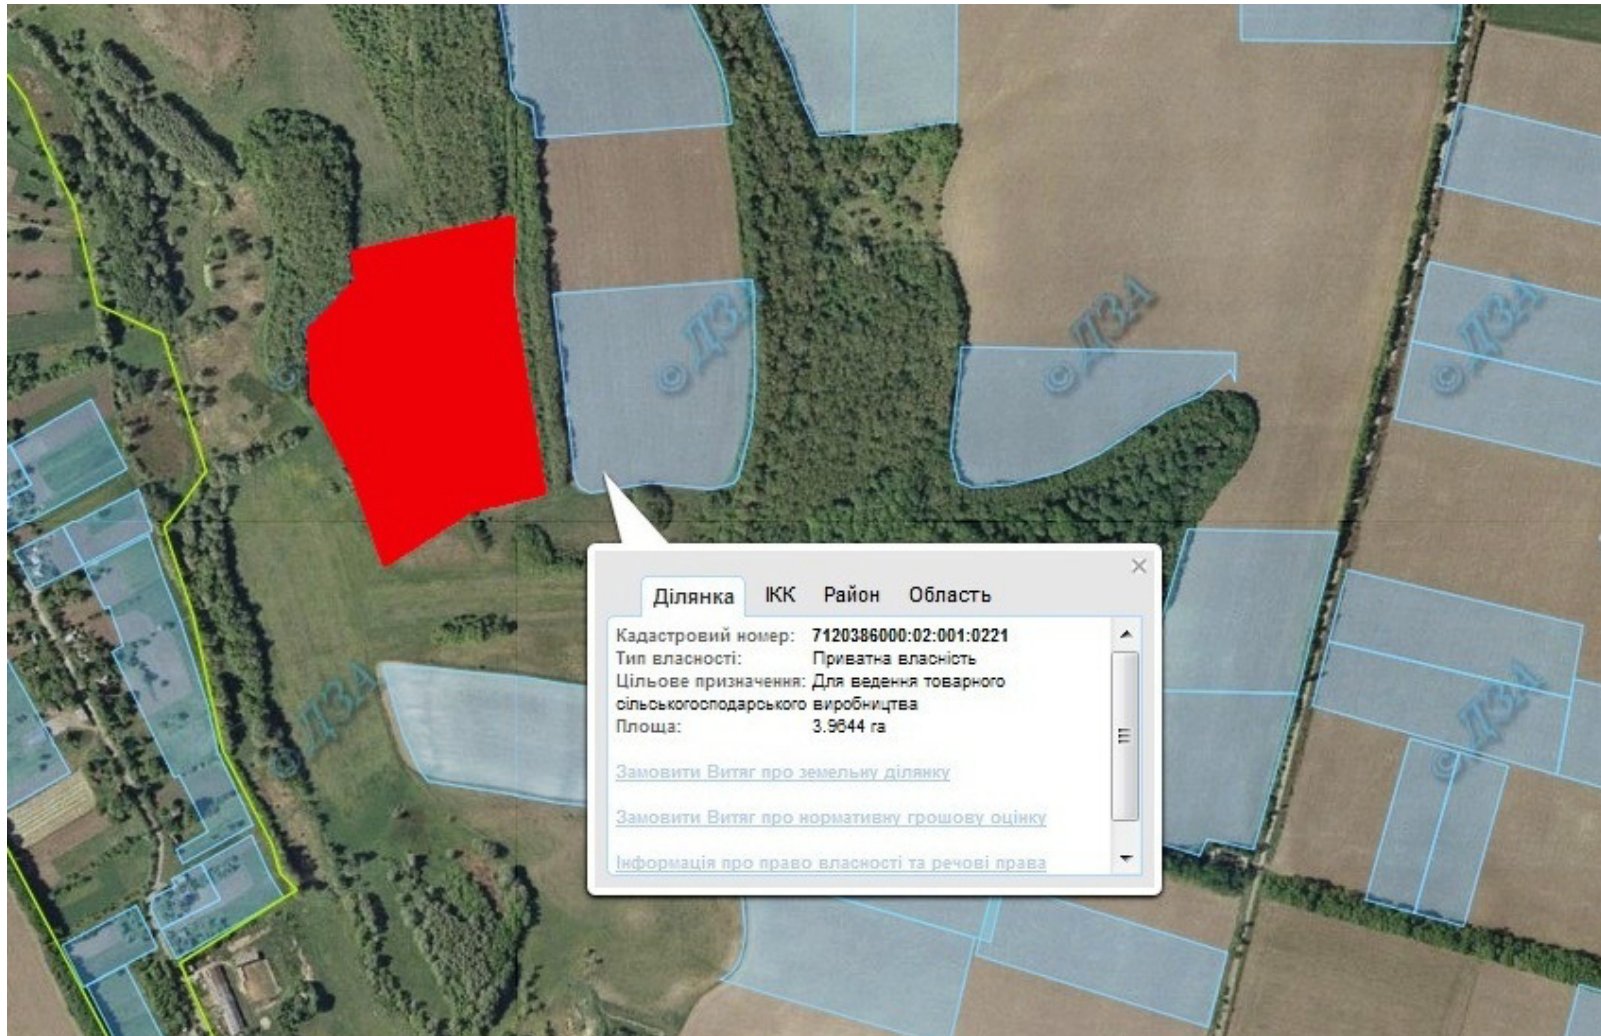 © ДЗА
© ДЗА
© ДЗА
© ДЗА
© ДЗА
Ділянка ІКК Район Область
Кадастровий номер: 7120386000:02:001:0221
Тип власності: Приватна власність
Цільове призначення: Для ведення товарного
сільськогосподарського виробництва
Площа: 3.9644 га
Замовити Витяг про земельну ділянку
Замовити Витяг про нормативну грошову оцінку
Інформація про право власності та речові права